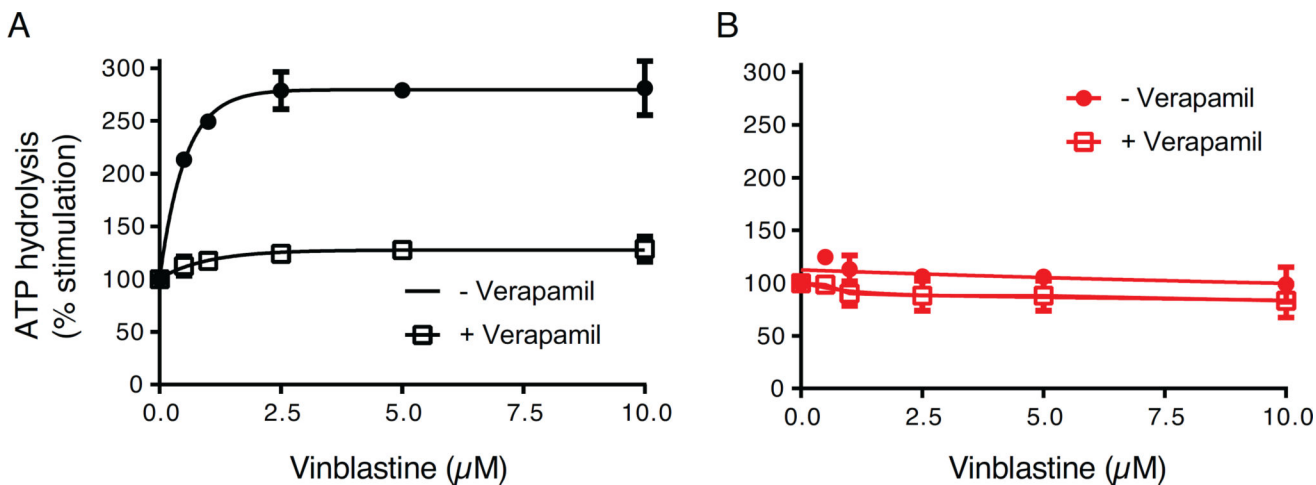 A
ATP hydrolysis
(% stimulation)
300
250
200
150
100
50
0
0.0 2.5 5.0 7.5 10.0
Vinblastine (µM)
- Verapamil
+ Verapamil
B
300
250
200
150
100
50
0
0.0 2.5 5.0 7.5 10.0
Vinblastine (µM)
- Verapamil
+ Verapamil